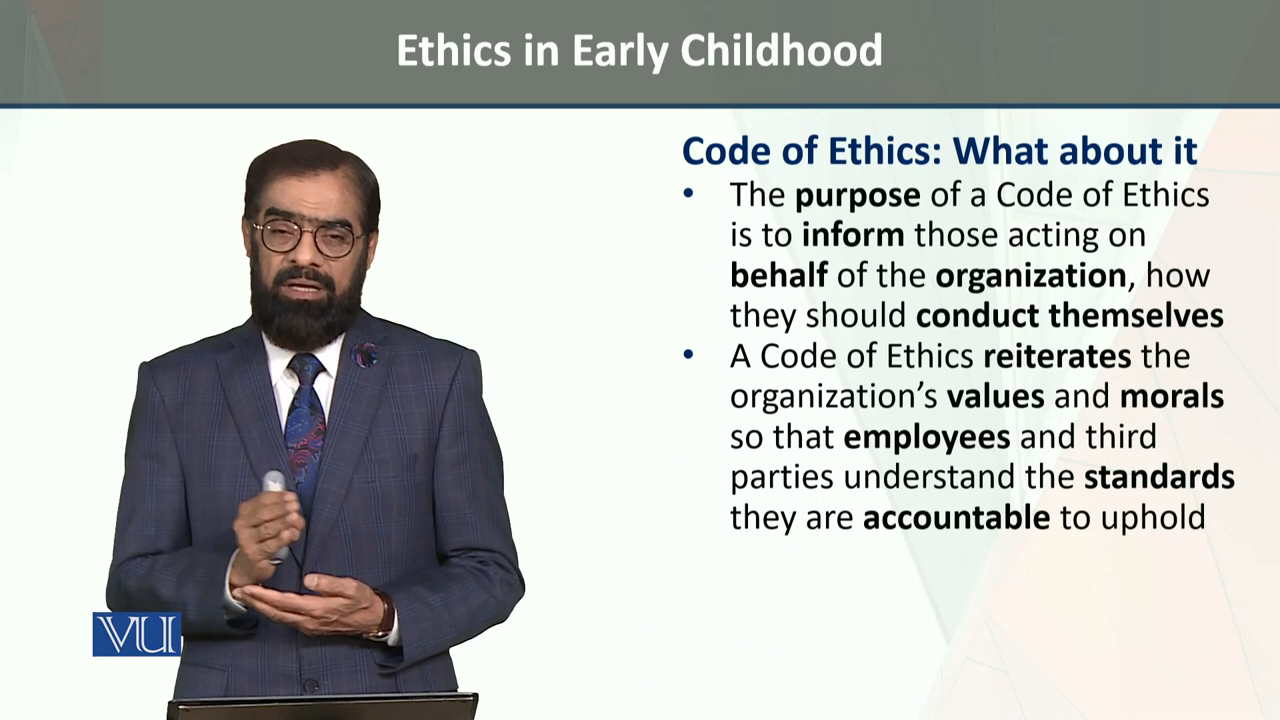 Ethics in Early Childhood
Code of Ethics: What about it
• The purpose of a Code of Ethics
is to inform those acting on
behalf of the organization, how
they should conduct themselves
• A Code of Ethics reiterates the
organization’s values and morals
so that employees and third
parties understand the standards
they are accountable to uphold
VU